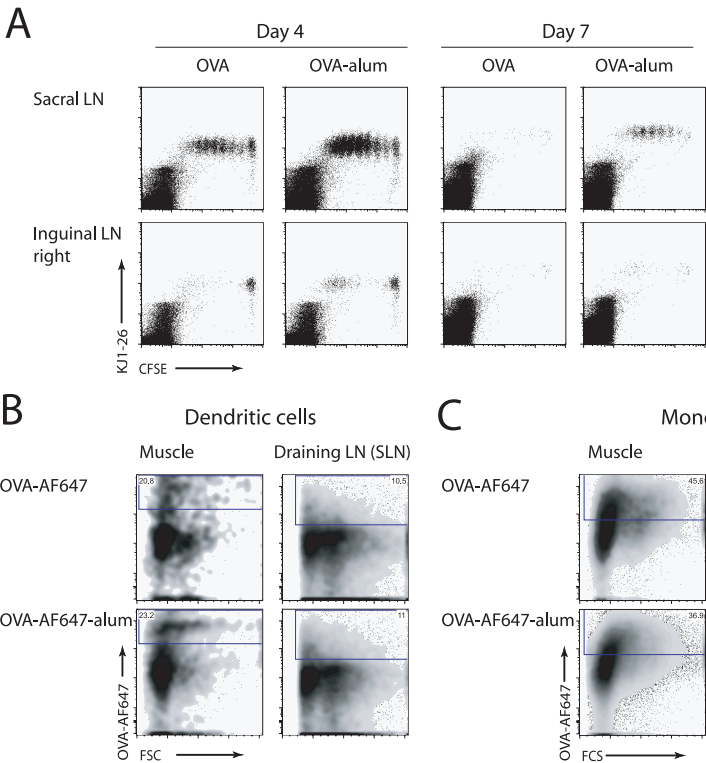 A
Day 4
Day 7
OVA
OVA-alum
OVA
OVA-alum
Sacral LN
Inguinal LN
right
KJ1-26
CFSE
B
Dendritic cells
C
Mono
Muscle
Draining LN (SLN)
Muscle
OVA-AF647
20,8
10,5
OVA-AF647
45,6
OVA-AF647-alum
23,2
11
OVA-AF647-alum
36,9
OVA-AF647
FSC
OVA-AF647
FCS